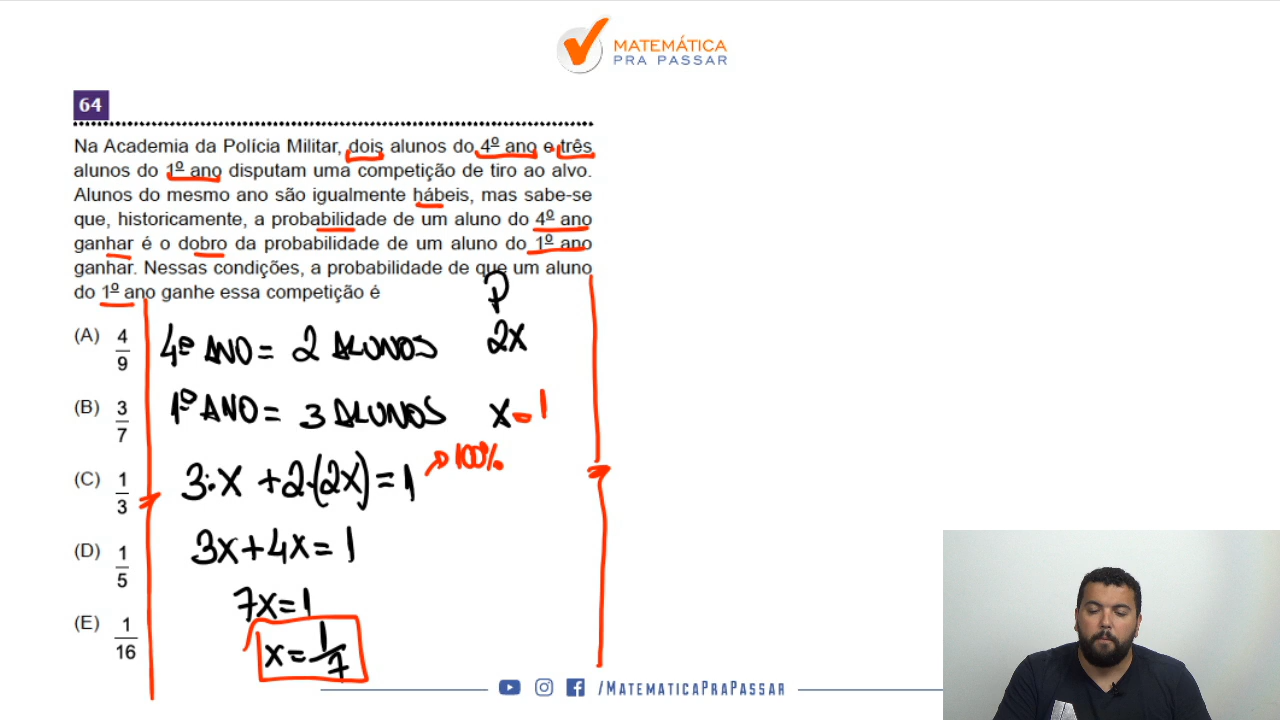 MATEMÁTICA
PRA PASSAR
64
Na Academia da Polícia Militar, dois alunos do 4º ano e três
alunos do 1º ano disputam uma competição de tiro ao alvo.
Alunos do mesmo ano são igualmente hábeis, mas sabe-se
que, historicamente, a probabilidade de um aluno do 4º ano
ganhar é o dobro da probabilidade de um aluno do 1º ano
ganhar. Nessas condições, a probabilidade de que um aluno
do 1º ano ganhe essa competição é
P
(A) 4/9
4º ANO = 2 ALUNOS 2x
(B) 3/7
1º ANO = 3 ALUNOS x - 1
100%
(C) 1/3
3·x + 2·(2x) = 1
(D) 1/5
3x + 4x = 1
7x = 1
(E) 1/16
x = 1/7
/MATEMATICAPRAPASSAR